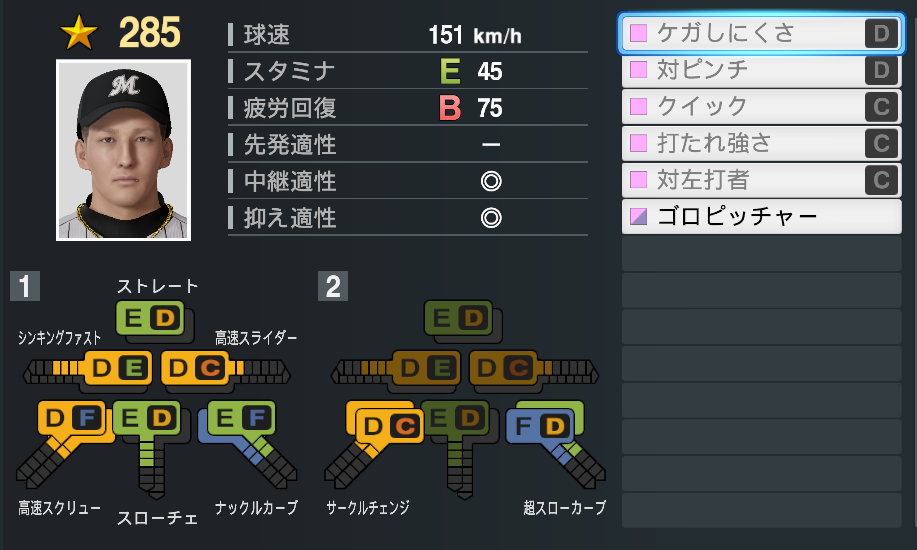 ★ 285
M
球速 151 km/h
スタミナ E 45
疲労回復 B 75
先発適性 ー
中継適性 ◎
抑え適性 ◎
ケガしにくさ D
対ピンチ D
クイック C
打たれ強さ C
対左打者 C
ゴロピッチャー
1
ストレート
E D
シンキングファスト 高速スライダー
D E D C
D F E D E F
高速スクリュー スローチェ ナックルカーブ
2
E D
D E D C
D C E D F D
サークルチェンジ 超スローカーブ